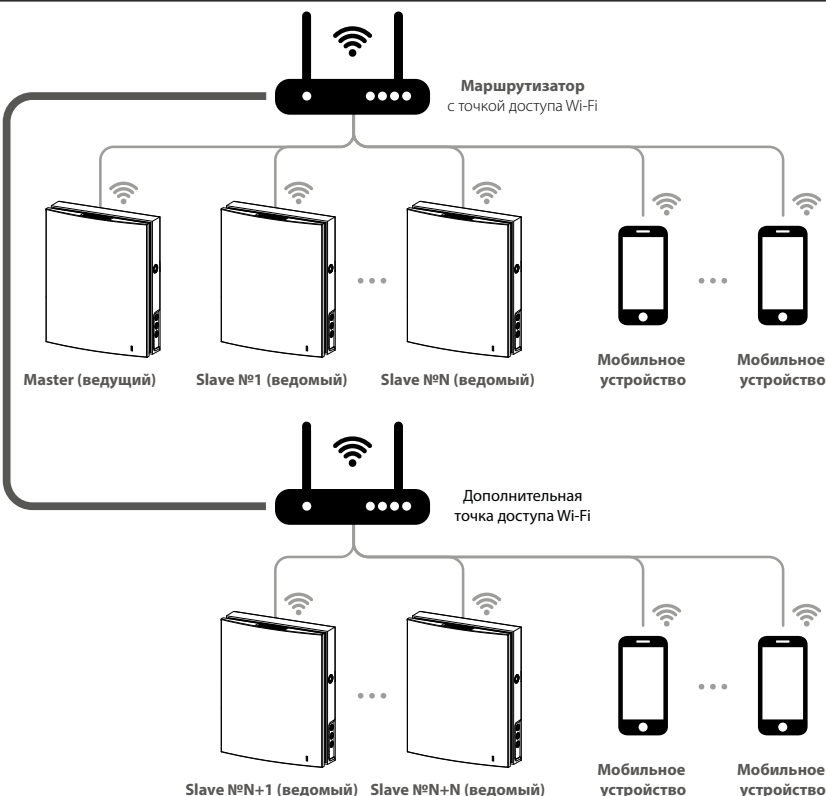 Маршрутизатор
с точкой доступа Wi-Fi
Master (ведущий)
Slave №1 (ведомый)
Slave №N (ведомый)
Мобильное
устройство
Мобильное
устройство
Дополнительная
точка доступа Wi-Fi
Slave №N+1 (ведомый)
Slave №N+N (ведомый)
Мобильное
устройство
Мобильное
устройство